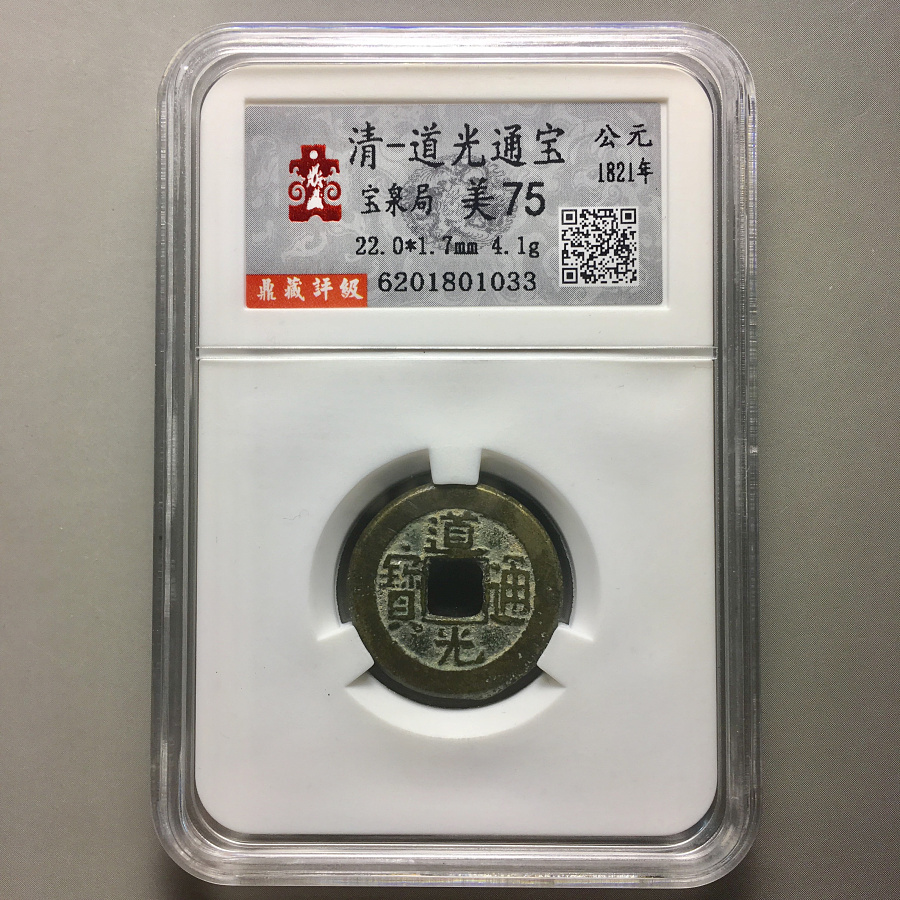 清-道光通宝
公元
1821年
宝泉局 美75
22.0*1.7mm 4.1g
鼎藏評級
6201801033
道
寶 通
光